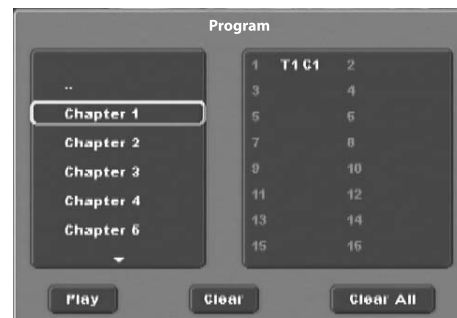 Program
..
Chapter 1
Chapter 2
Chapter 3
Chapter 4
Chapter 5
1 T1 C1 2
3 4
5 6
7 8
9 10
11 12
13 14
15 16
Play Clear Clear All